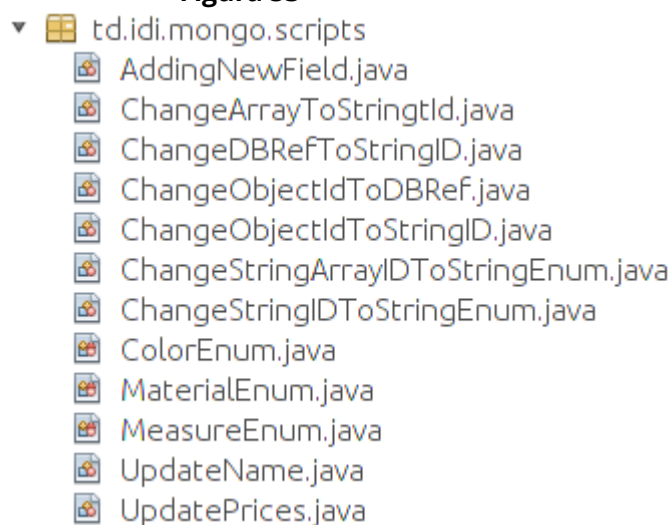 td.idi.mongo.scripts
AddingNewField.java
ChangeArrayToStringtId.java
ChangeDBRefToStringID.java
ChangeObjectIdToDBRef.java
ChangeObjectIdToStringID.java
ChangeStringArrayIDToStringEnum.java
ChangeStringIDToStringEnum.java
ColorEnum.java
MaterialEnum.java
MeasureEnum.java
UpdateName.java
UpdatePrices.java